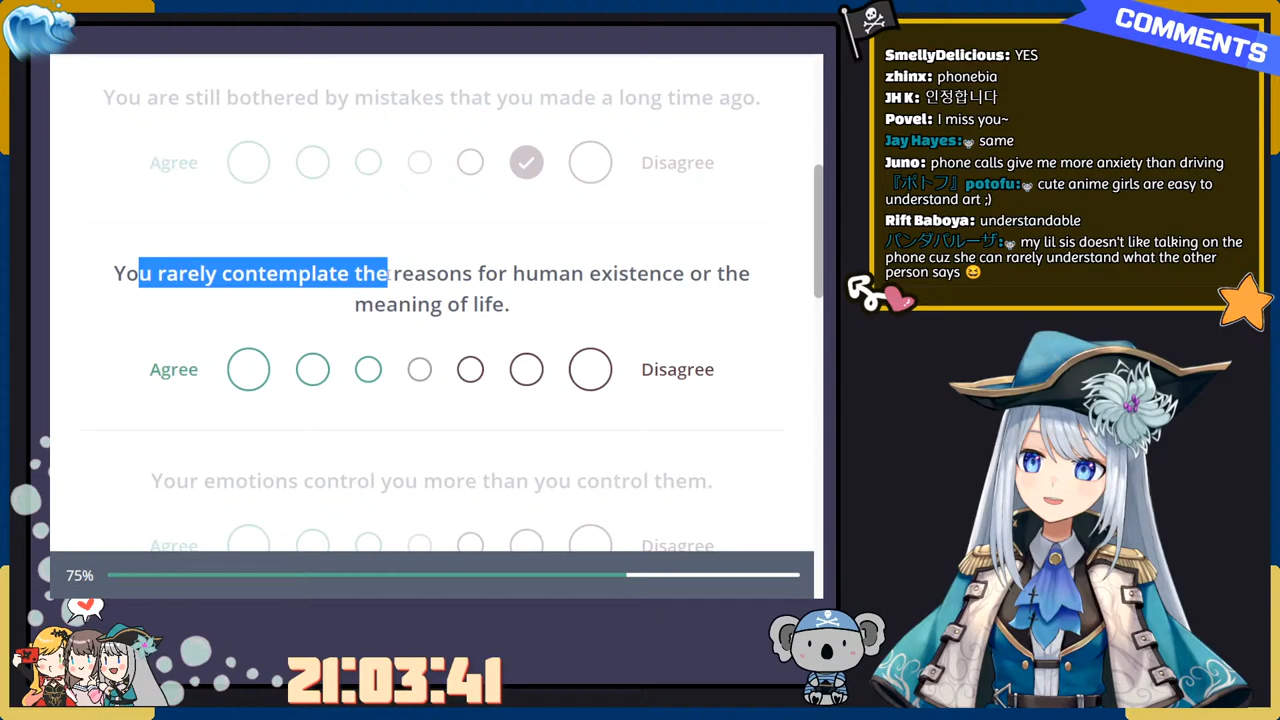 You are still bothered by mistakes that you made a long time ago.
Agree
Disagree
You rarely contemplate the reasons for human existence or the
meaning of life.
Agree
Disagree
Your emotions control you more than you control them.
Agree
Disagree
75%
21:03:41
COMMENTS
SmellyDelicious: YES
zhinx: phonebia
JH K: 인정합니다
Povel: I miss you~
Jay Hayes: same
Juno: phone calls give me more anxiety than driving
『ポトフ』potofu: cute anime girls are easy to
understand art ;)
Rift Baboya: understandable
パンダパルーザ: my lil sis doesn't like talking on the
phone cuz she can rarely understand what the other
person says 😆